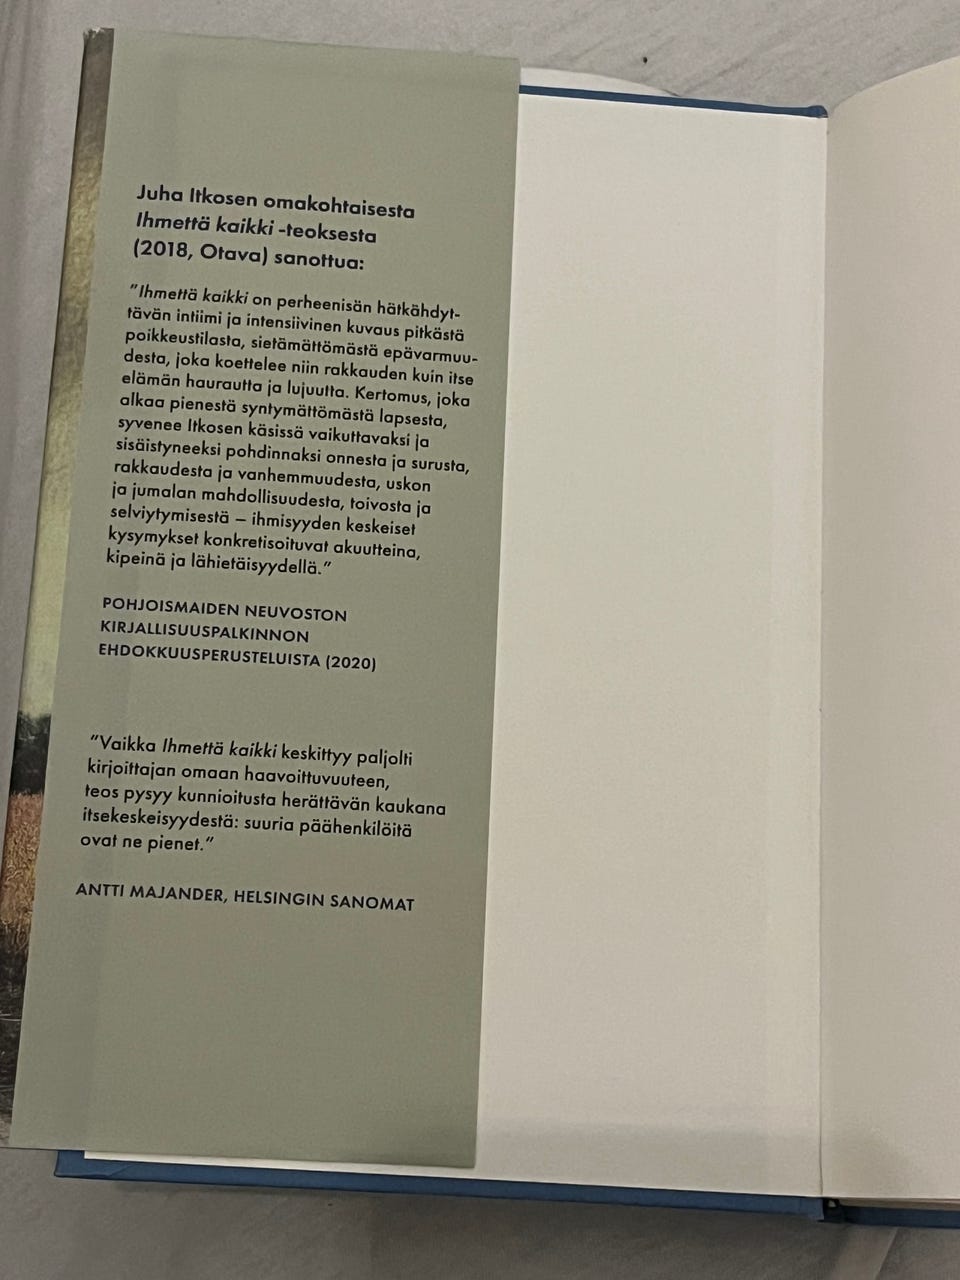 Juha Itkosen omakohtaisesta
Ihmettä kaikki -teoksesta
(2018, Otava) sanottua:
”Ihmettä kaikki on perheenisän hätkähdyt-
tävän intiimi ja intensiivinen kuvaus pitkästä
poikkeustilasta, sietämättömästä epävarmuu-
desta, joka koettelee niin rakkauden kuin itse
elämän haurautta ja lujuutta. Kertomus, joka
alkaa pienestä syntymättömästä lapsesta,
syvenee Itkosen käsissä vaikuttavaksi ja
sisäistyneeksi pohdinnaksi onnesta ja surusta,
rakkaudesta ja vanhemmuudesta, uskon
ja jumalan mahdollisuudesta, toivosta ja
selviytymisestä – ihmisyyden keskeiset
kysymykset konkretisoituvat akuutteina,
kipeinä ja lähietäisyydellä.”
POHJOISMAIDEN NEUVOSTON
KIRJALLISUUSPALKINNON
EHDOKKUUSPERUSTELUISTA (2020)
”Vaikka Ihmettä kaikki keskittyy paljolti
kirjoittajan omaan haavoittuvuuteen,
teos pysyy kunnioitusta herättävän kaukana
itsekeskeisyydestä: suuria päähenkilöitä
ovat ne pienet.”
ANTTI MAJANDER, HELSINGIN SANOMAT